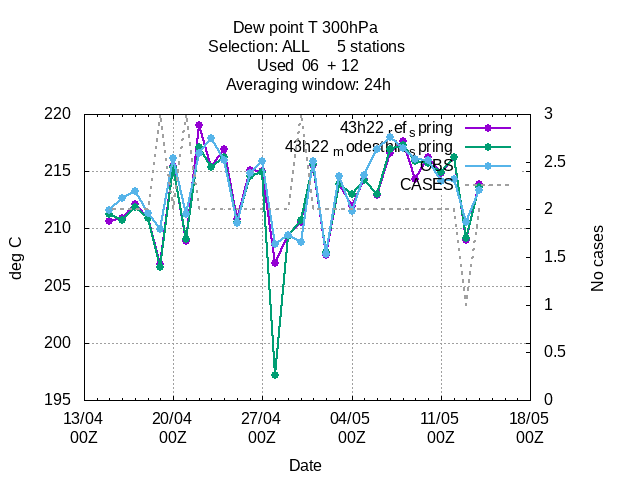 Dew point T 300hPa
Selection: ALL 5 stations
Used 06 + 12
Averaging window: 24h
220
215
210
205
200
195
deg C
3
2.5
2
1.5
1
0.5
0
No cases
43h22_ref_spring
OBS
CASES
13/04 20/04 27/04 04/05 11/05 18/05
00Z 00Z 00Z 00Z 00Z 00Z
Date